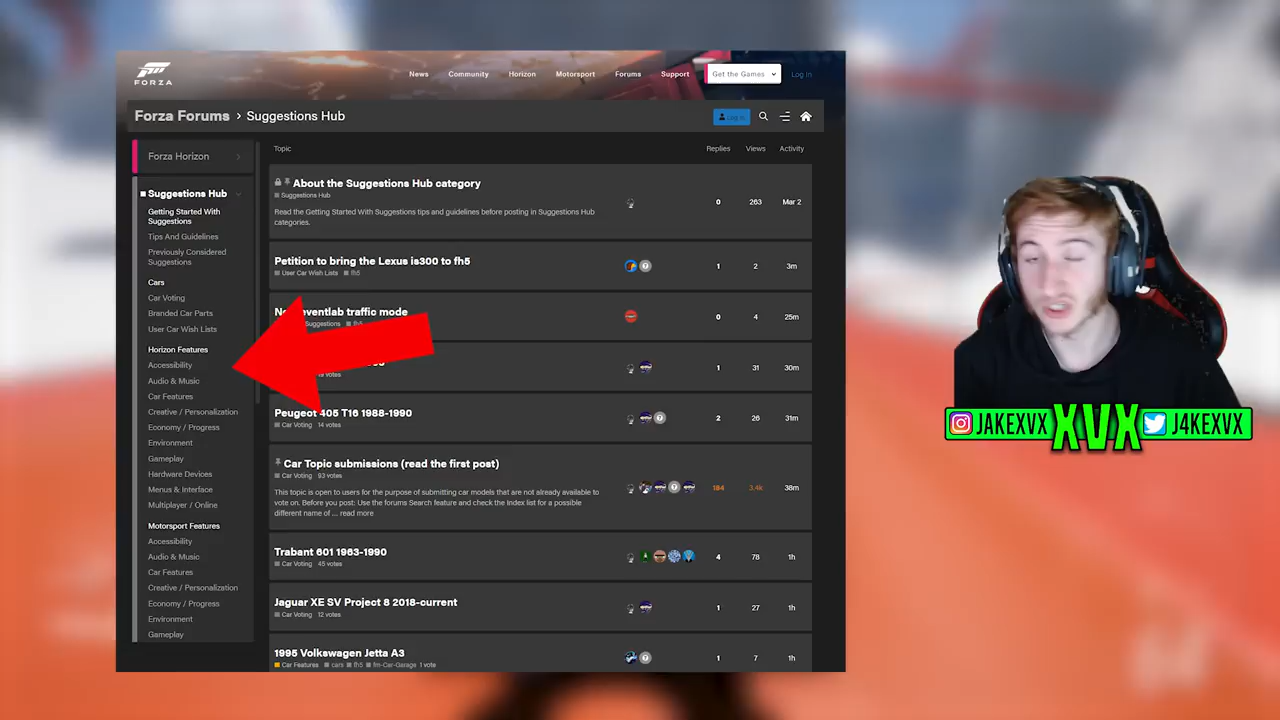 FORZA
News Community Horizon Motorsport Forums Support Get the Games Log In
Forza Forums > Suggestions Hub
Log In
Forza Horizon
Suggestions Hub
Getting Started With
Suggestions
Tips And Guidelines
Previously Considered
Suggestions
Cars
Car Voting
Branded Car Parts
User Car Wish Lists
Horizon Features
Accessibility
Audio & Music
Car Features
Creative / Personalization
Economy / Progress
Environment
Gameplay
Hardware Devices
Menus & Interface
Multiplayer / Online
Motorsport Features
Accessibility
Audio & Music
Car Features
Creative / Personalization
Economy / Progress
Environment
Gameplay
Topic Replies Views Activity
About the Suggestions Hub category
Suggestions Hub
Read the Getting Started With Suggestions tips and guidelines before posting in Suggestions Hub
categories.
0 263 Mar 2
Petition to bring the Lexus is300 to fh5
User Car Wish Lists fh5
1 2 3m
eventlab traffic mode
Suggestions
0 4 25m
votes
1 31 30m
Peugeot 405 T16 1988-1990
Car Voting 14 votes
2 26 31m
Car Topic submissions (read the first post)
Car Voting 93 votes
This topic is open to users for the purpose of submitting car models that are not already available to
vote on. Before you post: Use the forums Search feature and check the Index list for a possible
different name of ... read more
184 3.4k 38m
Trabant 601 1963-1990
Car Voting 45 votes
4 78 1h
Jaguar XE SV Project 8 2018-current
Car Voting 12 votes
1 27 1h
1995 Volkswagen Jetta A3
Car Features cars fh5 fm-Car-Garage 1 vote
1 7 1h
JAKEXVX XVX J4KEXVX